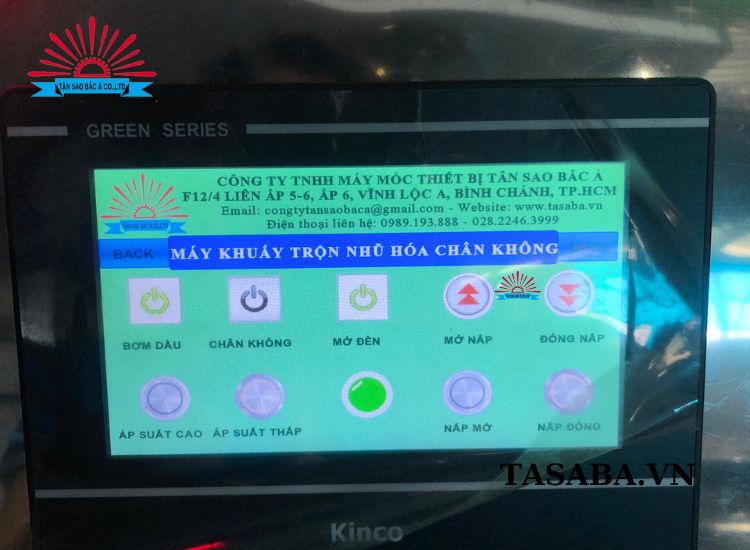 TÂN SAO BẮC Á CO.,LTD
GREEN SERIES
CÔNG TY TNHH MÁY MÓC THIẾT BỊ TÂN SAO BẮC Á
F12/4 LIÊN ẤP 5-6, ẤP 6, VĨNH LỘC A, BÌNH CHÁNH, TP.HCM
Email: congtytansaobaca@gmail.com - Website: www.tasaba.vn
Điện thoại liên hệ: 0989.193.888 - 028.2246.3999
BACK MÁY KHUẤY TRỘN NHŨ HÓA CHÂN KHÔNG
BƠM DẦU CHÂN KHÔNG MỞ ĐÈN MỞ NẮP ĐÓNG NẮP
ÁP SUẤT CAO ÁP SUẤT THẤP NẮP MỞ NẮP ĐÓNG
TASABA.VN
Kinco